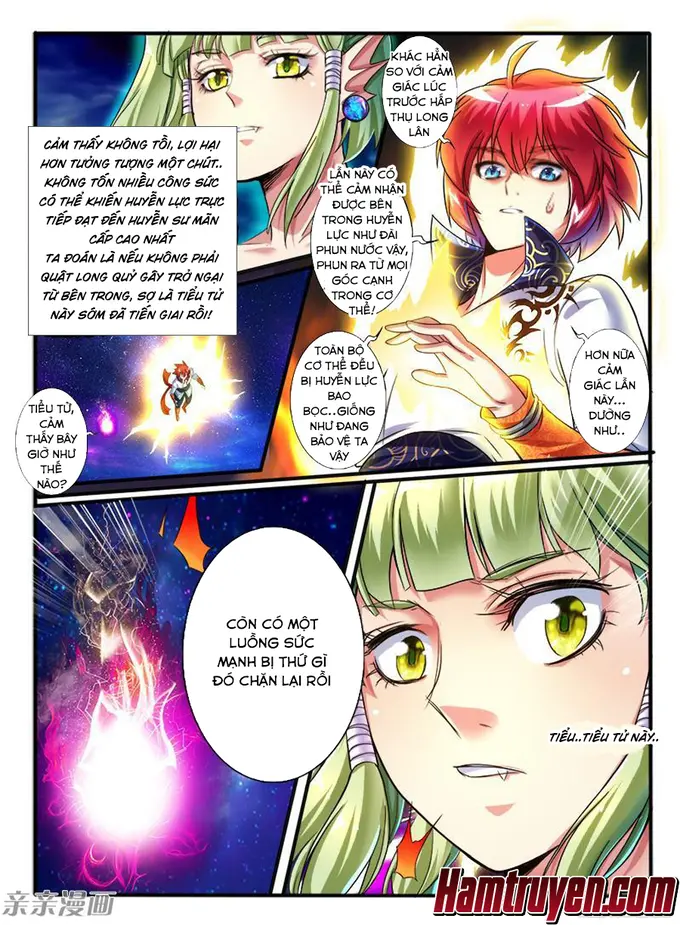 CẢM THẤY KHÔNG TỒI, LỢI HẠI
HƠN TƯỞNG TƯỢNG MỘT CHÚT..
KHÔNG TỐN NHIỀU CÔNG SỨC
CÓ THỂ KHIẾN HUYỀN LỰC TRỰC
TIẾP ĐẠT ĐẾN HUYỀN SƯ MÃN
CẤP CAO NHẤT
TA ĐOÁN LÀ NẾU KHÔNG PHẢI
QUẬT LONG QUỲ GÂY TRỞ NGẠI
TỪ BÊN TRONG, SỢ LÀ TIỂU TỬ
NÀY SỚM ĐÃ TIẾN GIAI RỒI!
TIỂU TỬ,
CẢM
THẤY BÂY
GIỜ NHƯ
THẾ
NÀO?
KHÁC HẲN
SO VỚI CẢM
GIÁC LÚC
TRƯỚC HẤP
THỤ LONG
LÂN
LẦN NÀY CÓ
THỂ CẢM NHẬN
ĐƯỢC BÊN
TRONG HUYỀN
LỰC NHƯ ĐÀI
PHUN NƯỚC VẬY,
PHUN RA TỪ MỌI
GÓC CẠNH
TRONG CƠ
THỂ!
TOÀN BỘ
CƠ THỂ ĐỀU
BỊ HUYỀN LỰC
BAO
BỌC..GIỐNG
NHƯ ĐANG
BẢO VỆ TA
VẬY
HƠN NỮA
CẢM
GIÁC LẦN
NÀY...
DƯỜNG
NHƯ..
CÒN CÓ MỘT
LUỒNG SỨC
MẠNH BỊ THỨ GÌ
ĐÓ CHẶN LẠI RỒI
TIỂU..TIỂU TỬ NÀY..
亲亲漫画
Hamtruyen.com